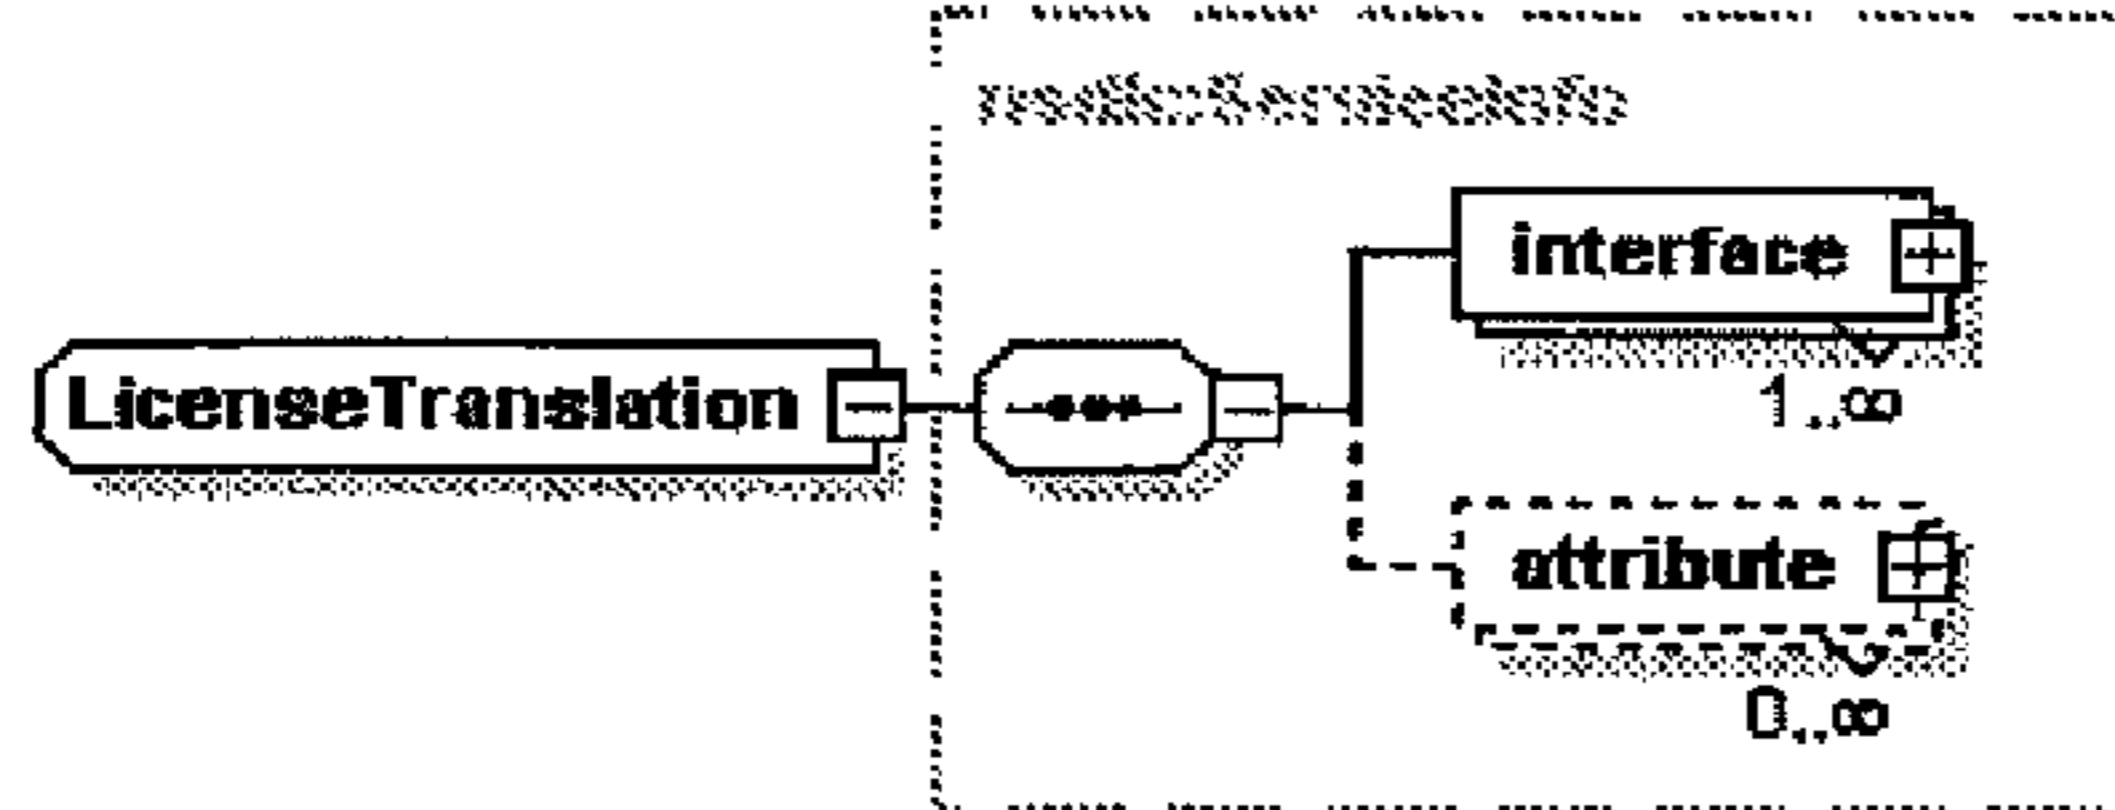 LicenseTranslation
interface
1..∞
attribute
0..∞